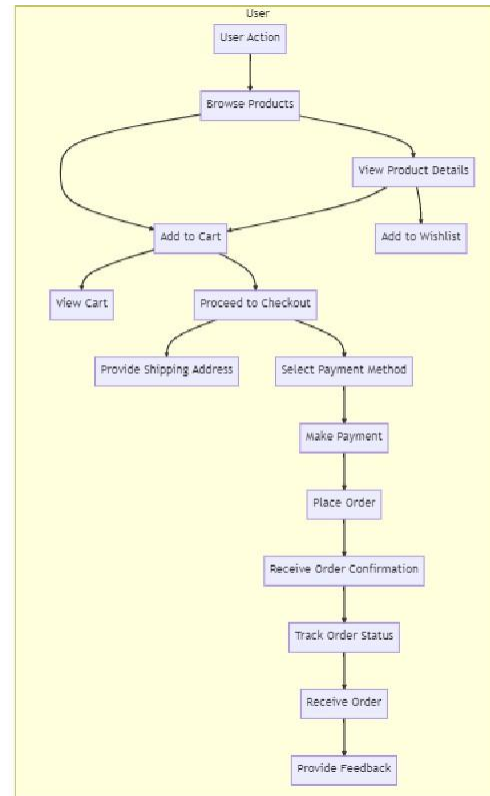 User
User Action
Browse Products
View Product Details
Add to Cart
Add to Wishlist
View Cart
Proceed to Checkout
Provide Shipping Address
Select Payment Method
Make Payment
Place Order
Receive Order Confirmation
Track Order Status
Receive Order
Provide Feedback